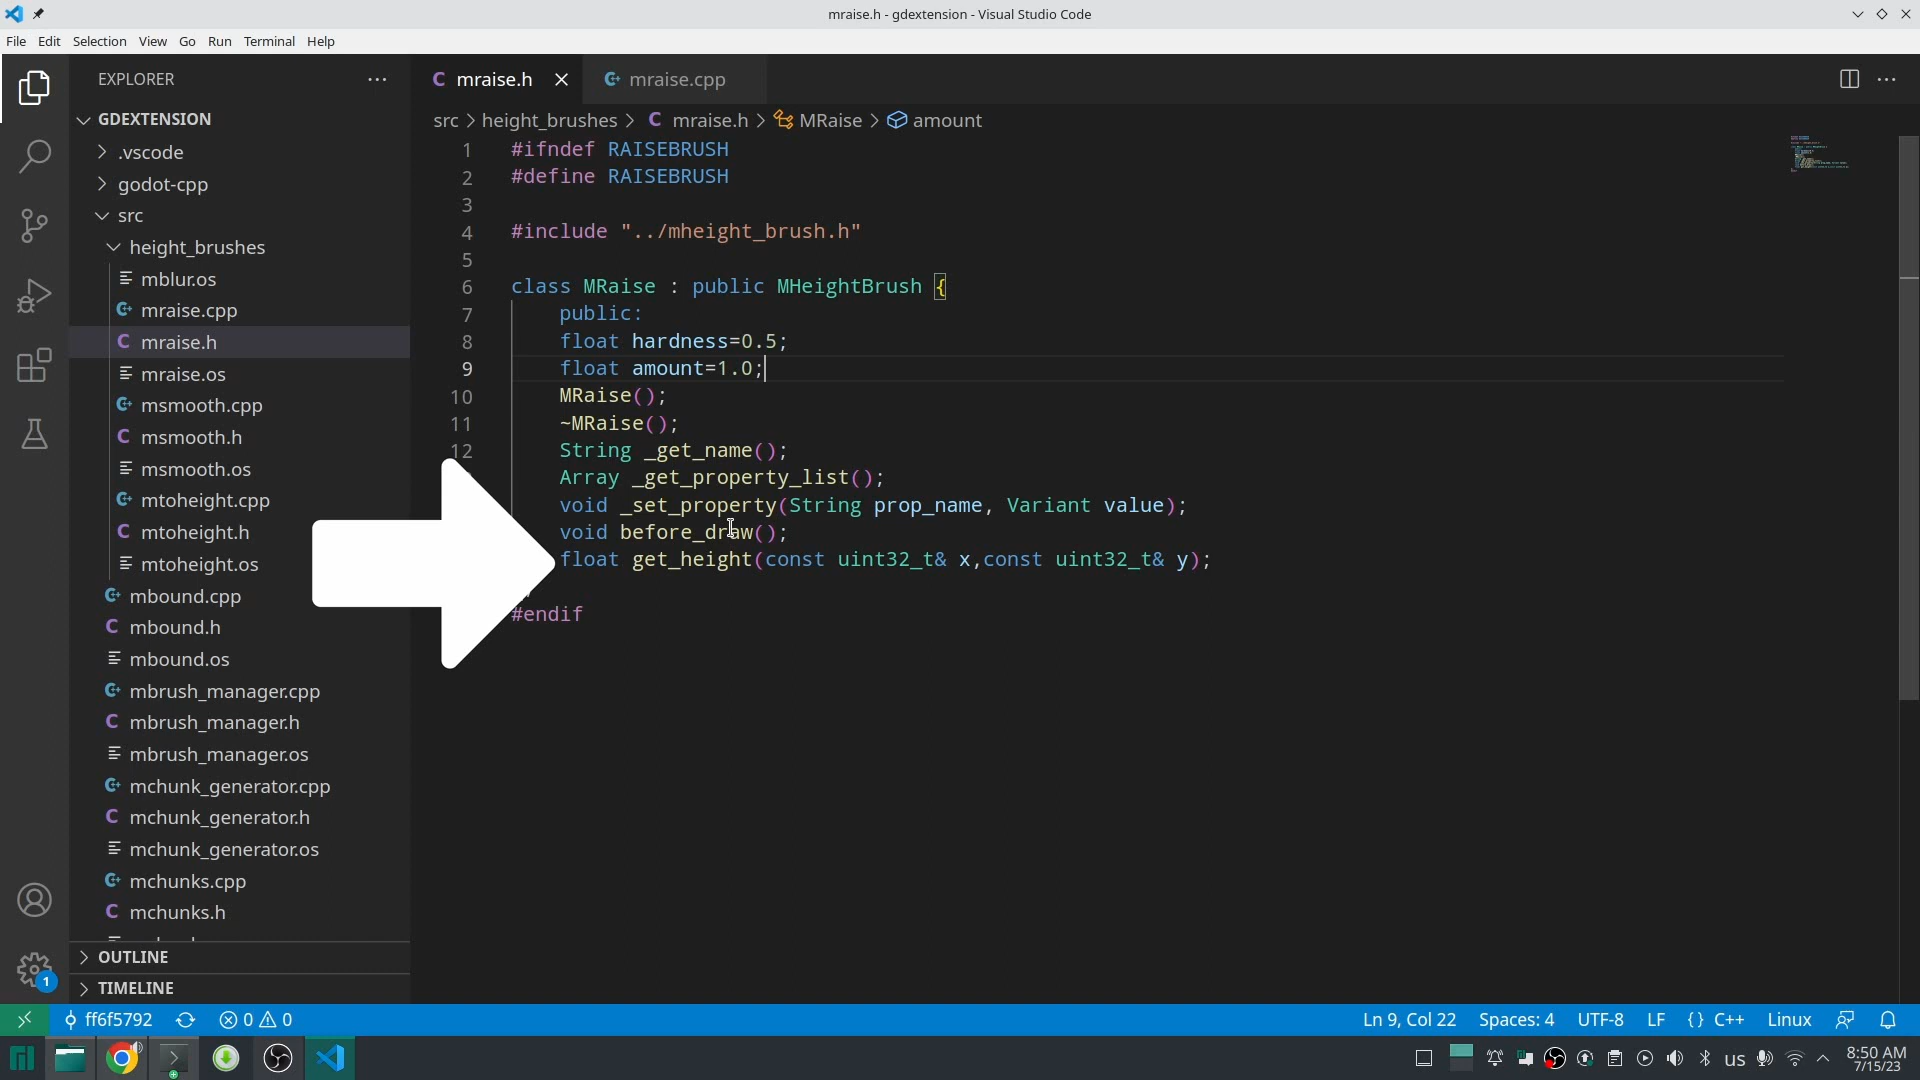 mraise.h - gdextension - Visual Studio Code
File Edit Selection View Go Run Terminal Help
EXPLORER
mraise.h
mraise.cpp
GDEXTENSION
src > height_brushes > C mraise.h > MRaise > amount
.vscode
godot-cpp
src
height_brushes
mblur.os
mraise.cpp
mraise.h
mraise.os
msmooth.cpp
msmooth.h
msmooth.os
mtoheight.cpp
mtoheight.h
mtoheight.os
mbound.cpp
mbound.h
mbound.os
mbrush_manager.cpp
mbrush_manager.h
mbrush_manager.os
mchunk_generator.cpp
mchunk_generator.h
mchunk_generator.os
mchunks.cpp
mchunks.h
OUTLINE
TIMELINE
1 #ifndef RAISEBRUSH
2 #define RAISEBRUSH
3
4 #include "../mheight_brush.h"
5
6 class MRaise : public MHeightBrush {
7 public:
8 float hardness=0.5;
9 float amount=1.0;
10 MRaise();
11 ~MRaise();
12 String _get_name();
Array _get_property_list();
void _set_property(String prop_name, Variant value);
void before_draw();
float get_height(const uint32_t& x,const uint32_t& y);
#endif
1
ff6f5792 0 0 Ln 9, Col 22 Spaces: 4 UTF-8 LF {} C++ Linux
us 8:50 AM
7/15/23